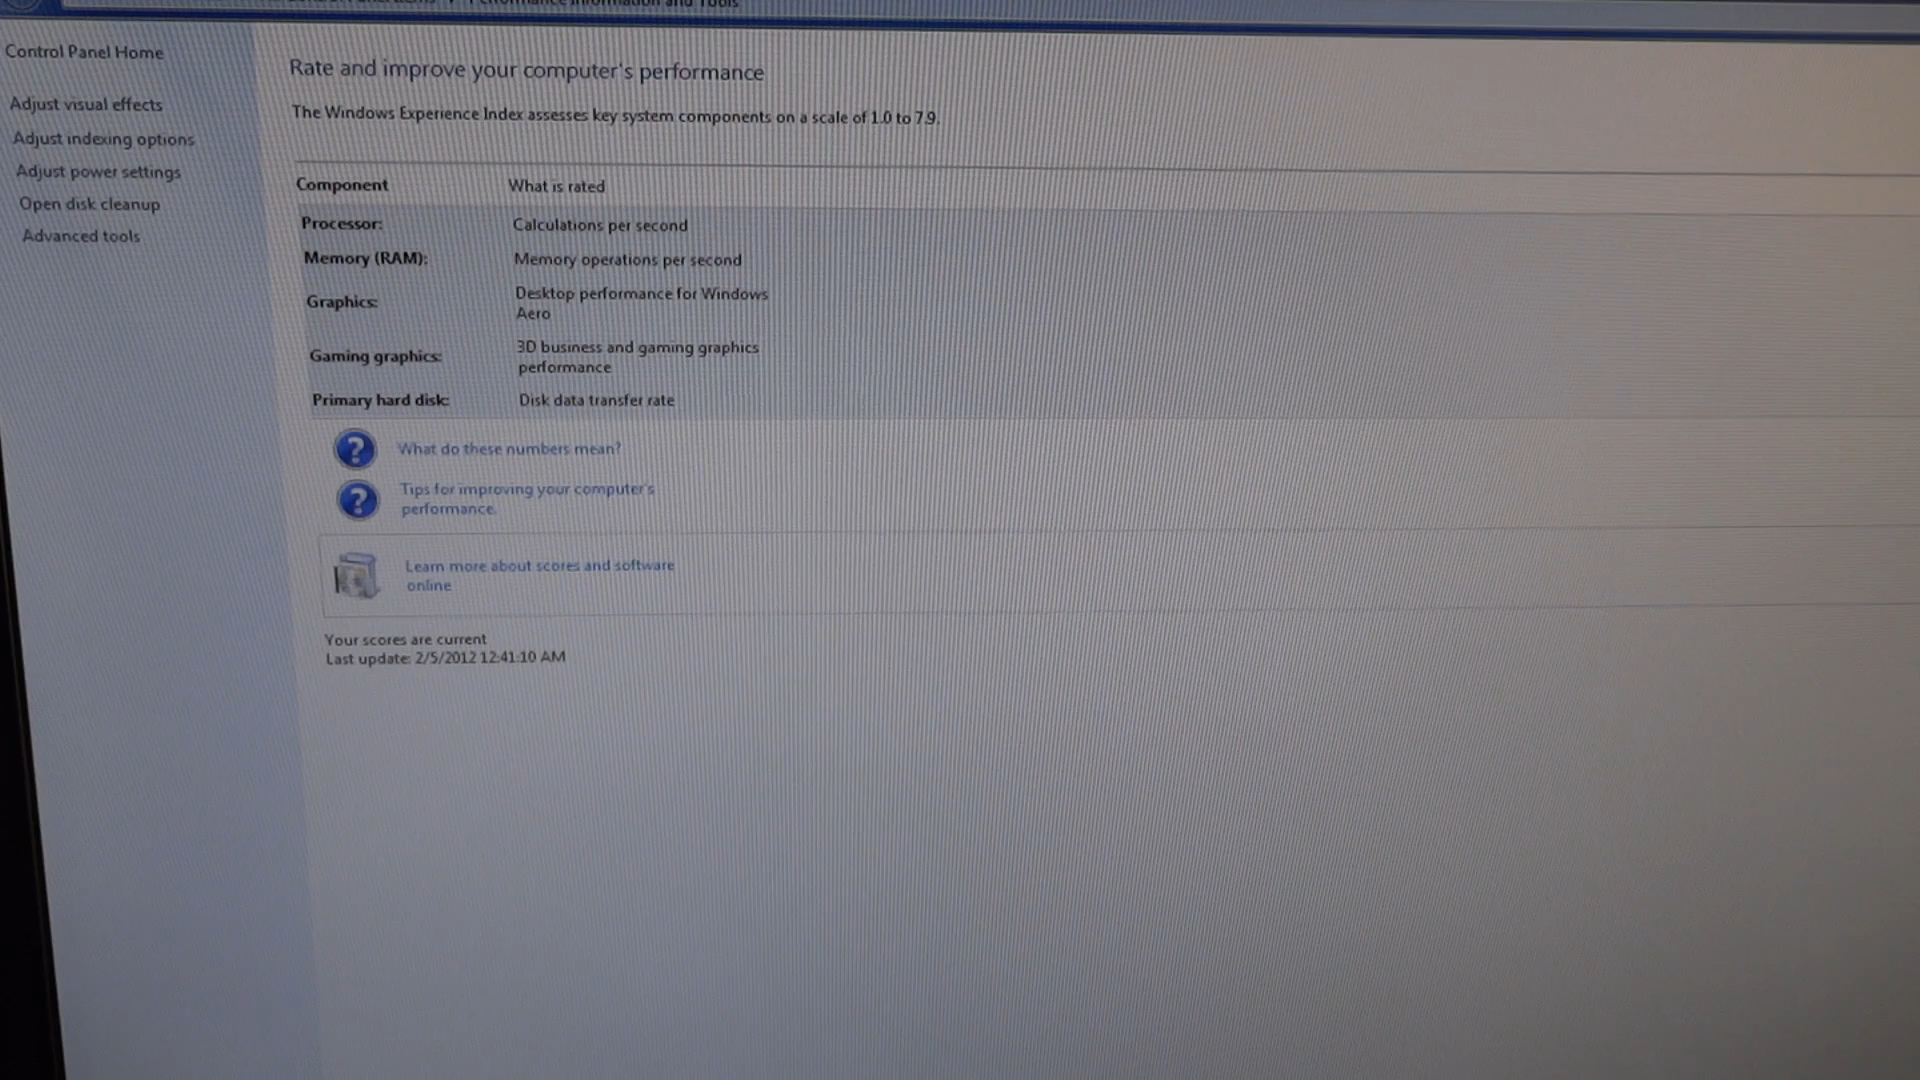 Performance Information and Tools
Control Panel Home
Adjust visual effects
Adjust indexing options
Adjust power settings
Open disk cleanup
Advanced tools
Rate and improve your computer's performance
The Windows Experience Index assesses key system components on a scale of 1.0 to 7.9.
Component What is rated
Processor: Calculations per second
Memory (RAM): Memory operations per second
Graphics: Desktop performance for Windows
Aero
Gaming graphics: 3D business and gaming graphics
performance
Primary hard disk: Disk data transfer rate
What do these numbers mean?
Tips for improving your computer's
performance.
Learn more about scores and software
online
Your scores are current
Last update: 2/5/2012 12:41:10 AM